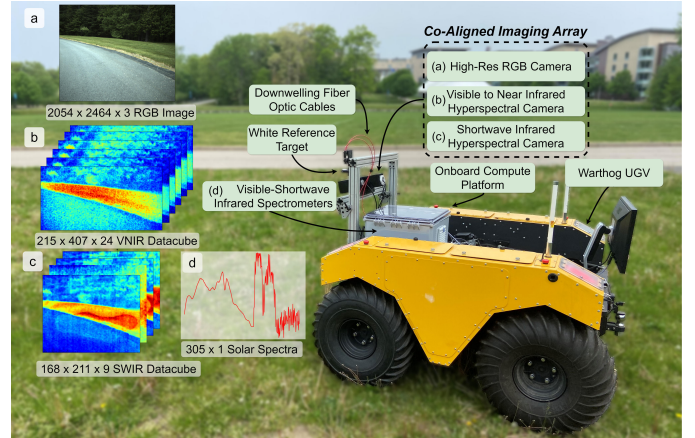 a
2054 x 2464 x 3 RGB Image
b
215 x 407 x 24 VNIR Datacube
c
168 x 211 x 9 SWIR Datacube
d
305 x 1 Solar Spectra
Co-Aligned Imaging Array
(a) High-Res RGB Camera
(b) Visible to Near Infrared
Hyperspectral Camera
(c) Shortwave Infrared
Hyperspectral Camera
Downwelling Fiber
Optic Cables
White Reference
Target
(d) Visible-Shortwave
Infrared Spectrometers
Onboard Compute
Platform
Warthog UGV